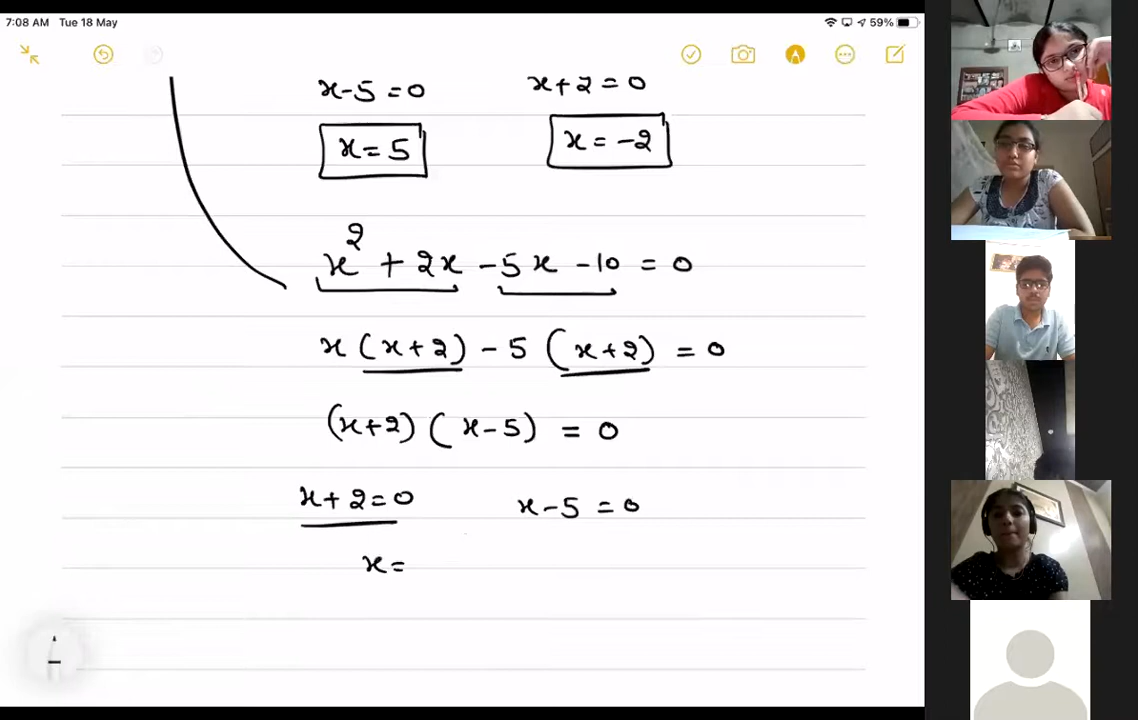 7:08 AM Tue 18 May 59%
x-5=0 x+2=0
x=5 x=-2
x² + 2x -5x -10 = 0
x(x+2) - 5(x+2) = 0
(x+2)(x-5) = 0
x+2=0 x-5=0
x=